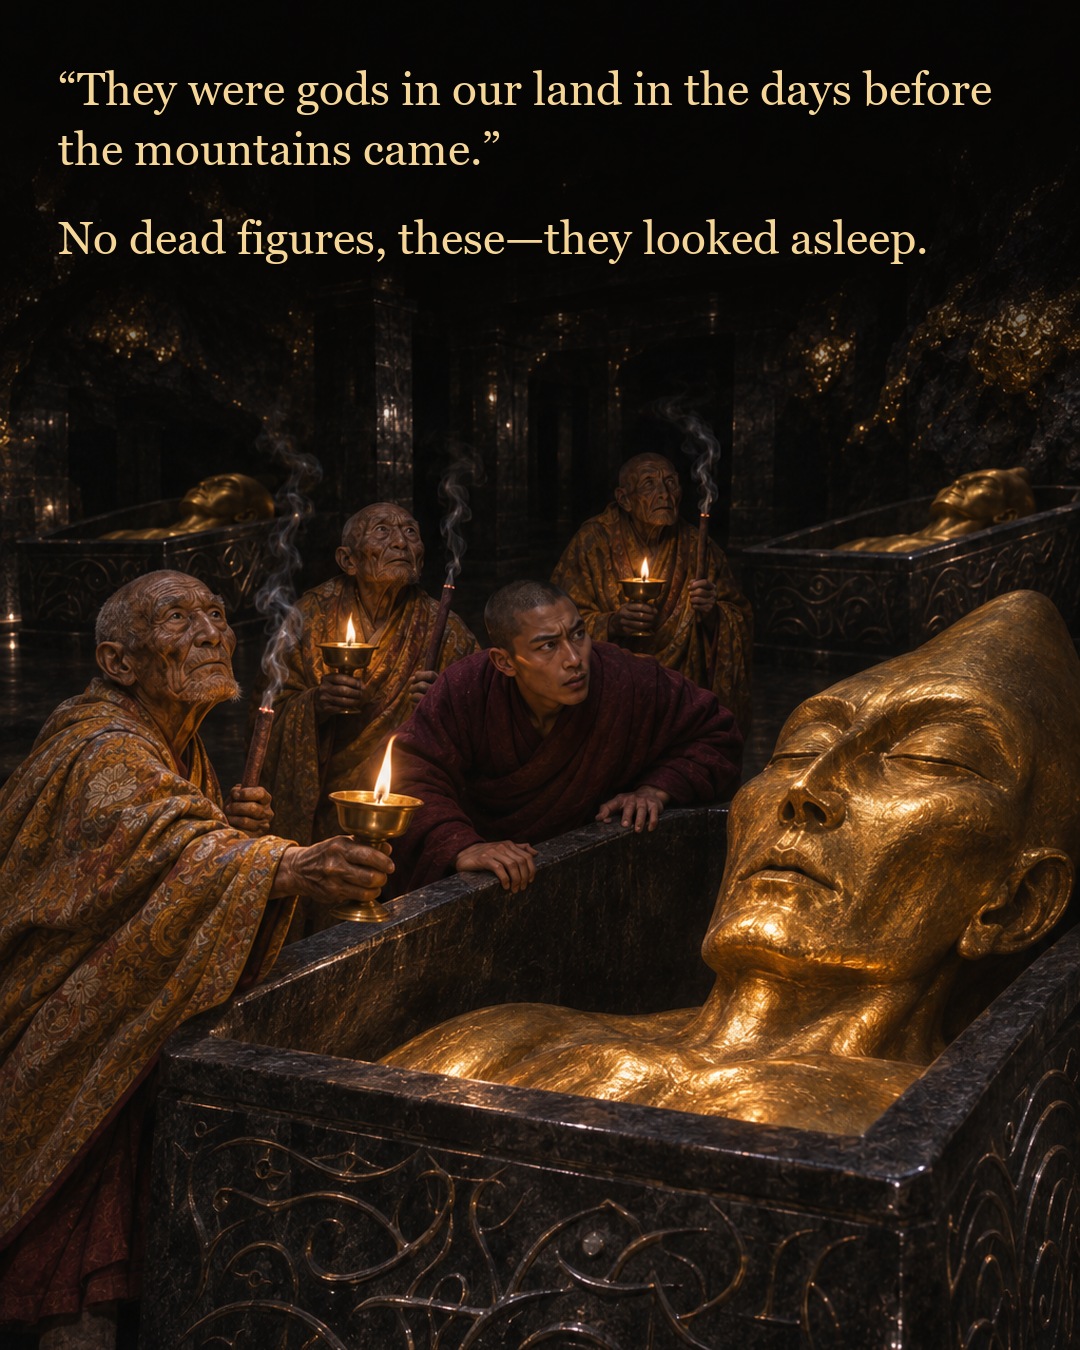 “They were gods in our land in the days before
the mountains came.”
No dead figures, these—they looked asleep.